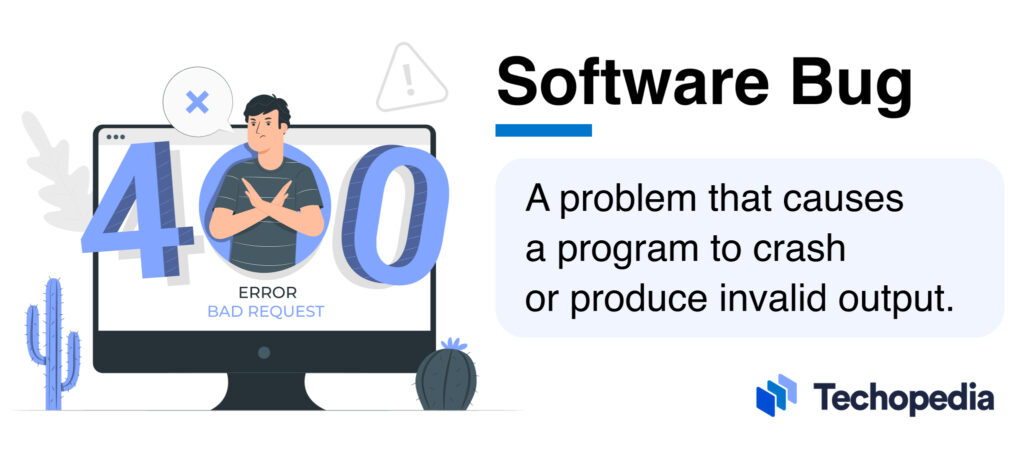 400
ERROR
BAD REQUEST
Software Bug
A problem that causes
a program to crash
or produce invalid output.
Techopedia